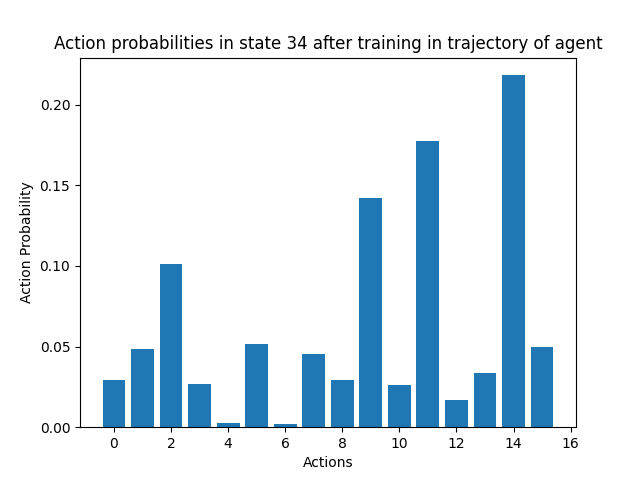 Action probabilities in state 34 after training in trajectory of agent
0.20
0.15
0.10
0.05
0.00
Action Probability
0 2 4 6 8 10 12 14 16
Actions